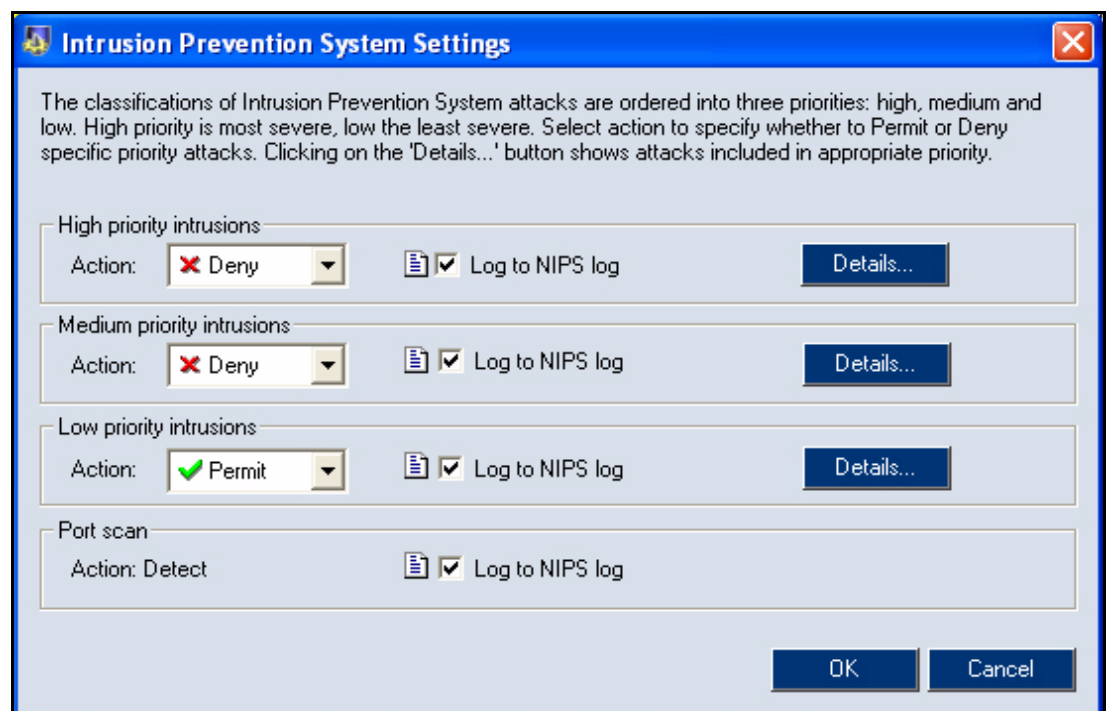 Intrusion Prevention System Settings
The classifications of Intrusion Prevention System attacks are ordered into three priorities: high, medium and
low. High priority is most severe, low the least severe. Select action to specify whether to Permit or Deny
specific priority attacks. Clicking on the 'Details...' button shows attacks included in appropriate priority.
High priority intrusions
Action: Deny Log to NIPS log Details...
Medium priority intrusions
Action: Deny Log to NIPS log Details...
Low priority intrusions
Action: Permit Log to NIPS log Details...
Port scan
Action: Detect Log to NIPS log
OK Cancel